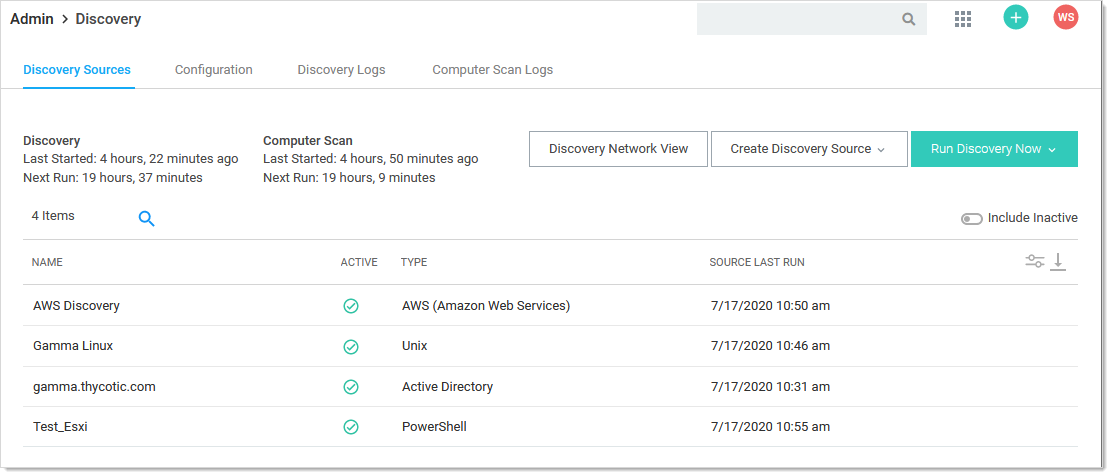 Admin > Discovery
WS
Discovery Sources Configuration Discovery Logs Computer Scan Logs
Discovery
Last Started: 4 hours, 22 minutes ago
Next Run: 19 hours, 37 minutes
Computer Scan
Last Started: 4 hours, 50 minutes ago
Next Run: 19 hours, 9 minutes
Discovery Network View Create Discovery Source Run Discovery Now
4 Items
Include Inactive
NAME ACTIVE TYPE SOURCE LAST RUN
AWS Discovery AWS (Amazon Web Services) 7/17/2020 10:50 am
Gamma Linux Unix 7/17/2020 10:46 am
gamma.thycotic.com Active Directory 7/17/2020 10:31 am
Test_Esxi PowerShell 7/17/2020 10:55 am